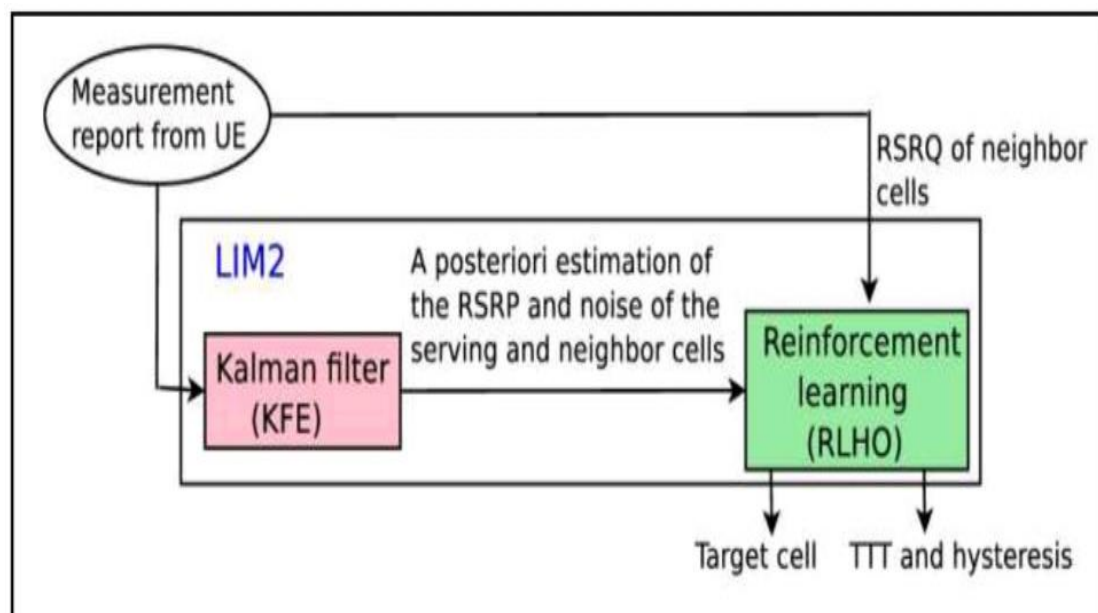 Measurement
report from UE
RSRQ of neighbor
cells
LIM2
A posteriori estimation of
the RSRP and noise of the
serving and neighbor cells
Kalman filter
(KFE)
Reinforcement
learning
(RLHO)
Target cell
TTT and hysteresis